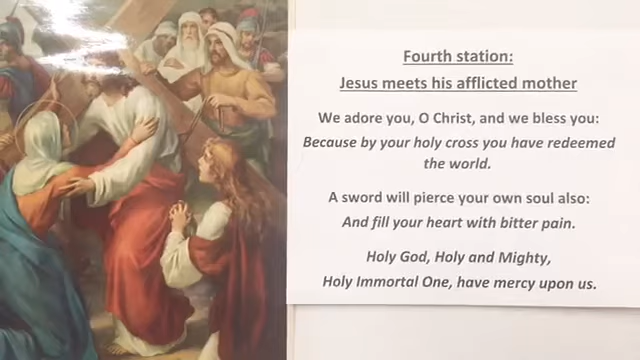 Fourth station:
Jesus meets his afflicted mother
We adore you, O Christ, and we bless you:
Because by your holy cross you have redeemed
the world.
A sword will pierce your own soul also:
And fill your heart with bitter pain.
Holy God, Holy and Mighty,
Holy Immortal One, have mercy upon us.